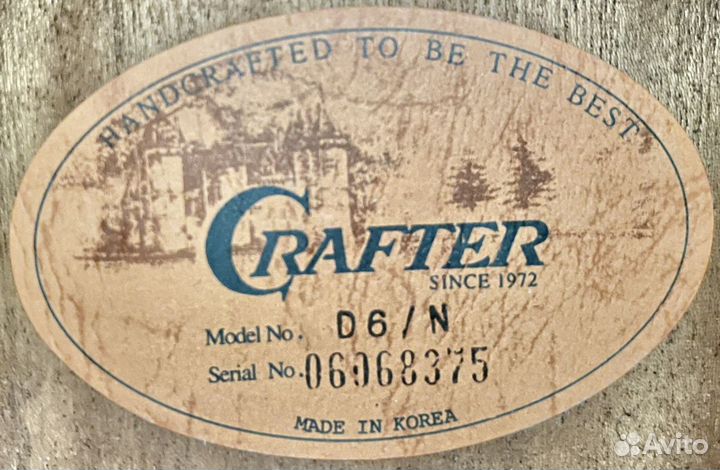 HANDCRAFTED TO BE THE BEST
CRAFTER
SINCE 1972
Model No. D6/N
Serial No. 06068375
MADE IN KOREA
Avito